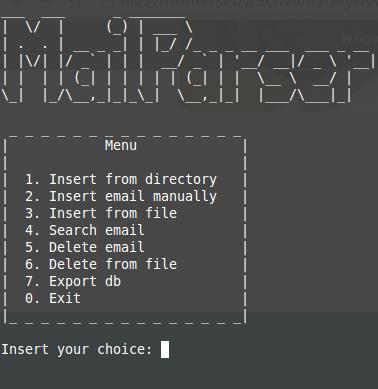 MailParser
Menu
1. Insert from directory
2. Insert email manually
3. Insert from file
4. Search email
5. Delete email
6. Delete from file
7. Export db
0. Exit
Insert your choice: